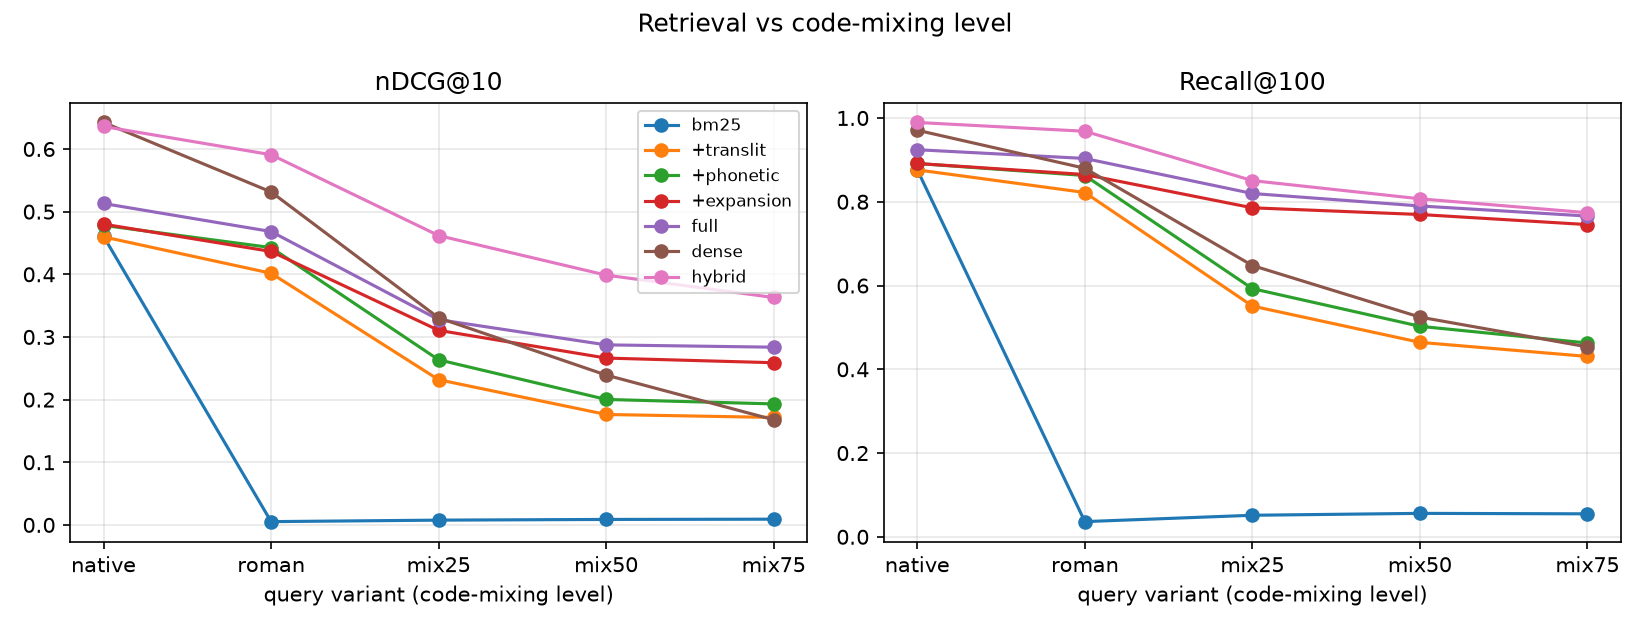 Retrieval vs code-mixing level
nDCG@10
0.6
0.5
0.4
0.3
0.2
0.1
0.0
native
roman
mix25
mix50
mix75
query variant (code-mixing level)
bm25
+translit
+phonetic
+expansion
full
dense
hybrid
Recall@100
1.0
0.8
0.6
0.4
0.2
0.0
native
roman
mix25
mix50
mix75
query variant (code-mixing level)